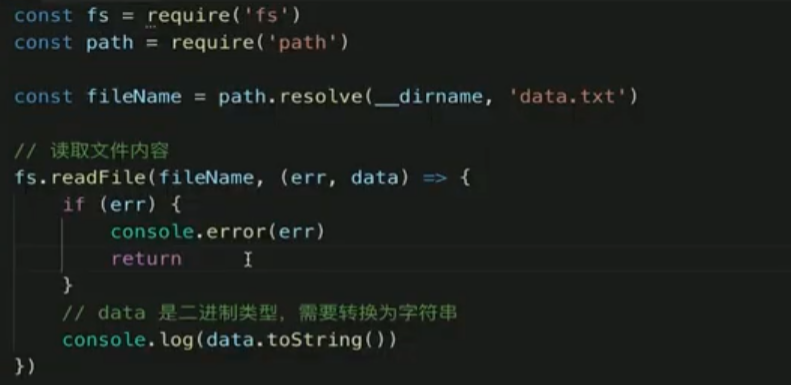 const fs = require('fs')
const path = require('path')
const fileName = path.resolve(__dirname, 'data.txt')
// 读取文件内容
fs.readFile(fileName, (err, data) => {
if (err) {
console.error(err)
return
}
// data 是二进制类型，需要转换为字符串
console.log(data.toString())
})